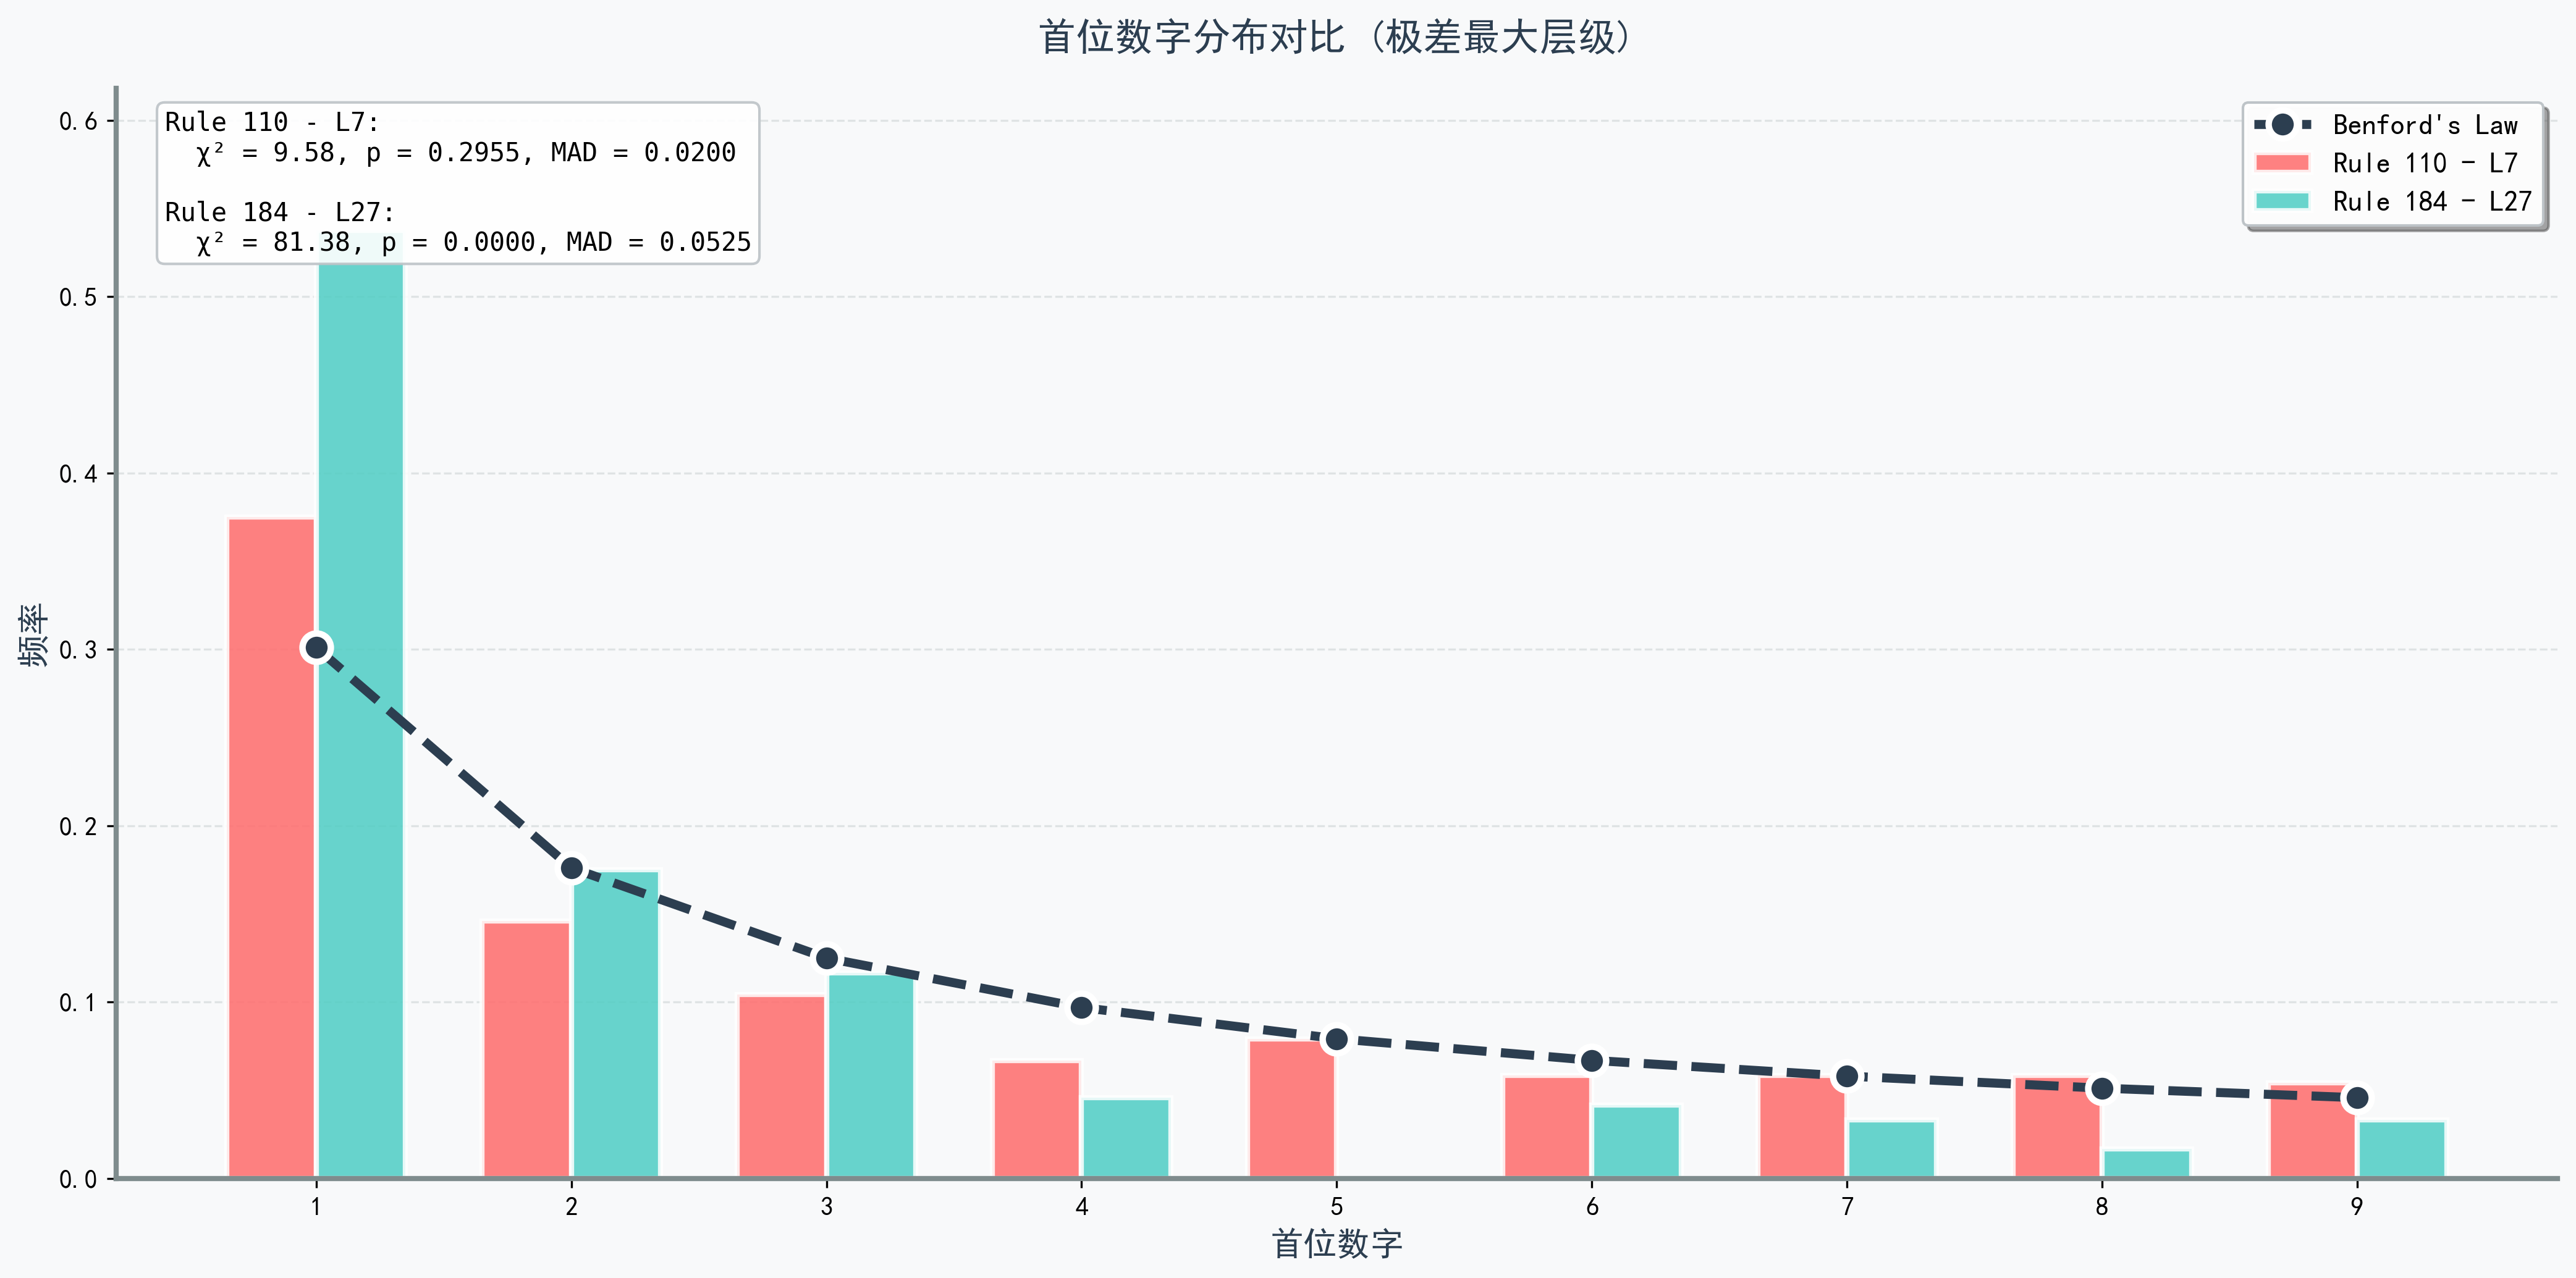 首位数字分布对比 (极差最大层级)
Rule 110 - L7:
χ² = 9.58, p = 0.2955, MAD = 0.0200
Rule 184 - L27:
χ² = 81.38, p = 0.0000, MAD = 0.0525
Benford's Law
Rule 110 - L7
Rule 184 - L27
频率
0.6
0.5
0.4
0.3
0.2
0.1
0.0
1 2 3 4 5 6 7 8 9
首位数字